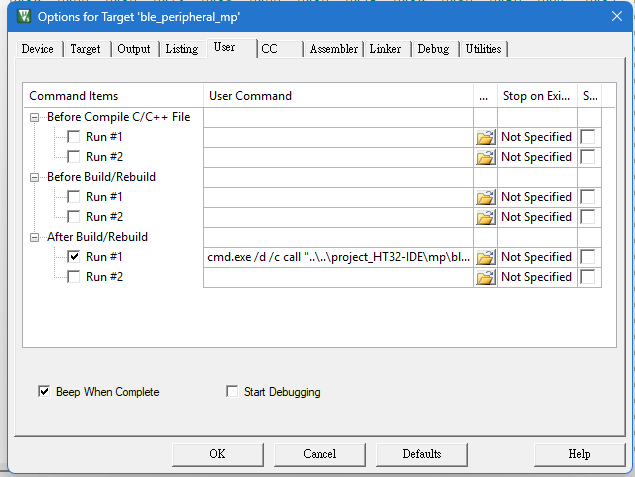 Options for Target 'ble_peripheral_mp'
Device Target Output Listing User CC Assembler Linker Debug Utilities
Command Items User Command ... Stop on Exi... S...
Before Compile C/C++ File
Run #1 Not Specified
Run #2 Not Specified
Before Build/Rebuild
Run #1 Not Specified
Run #2 Not Specified
After Build/Rebuild
Run #1 cmd.exe /d /c call "..\..\project_HT32-IDE\mp\bl... Not Specified
Run #2 Not Specified
Beep When Complete Start Debugging
OK Cancel Defaults Help